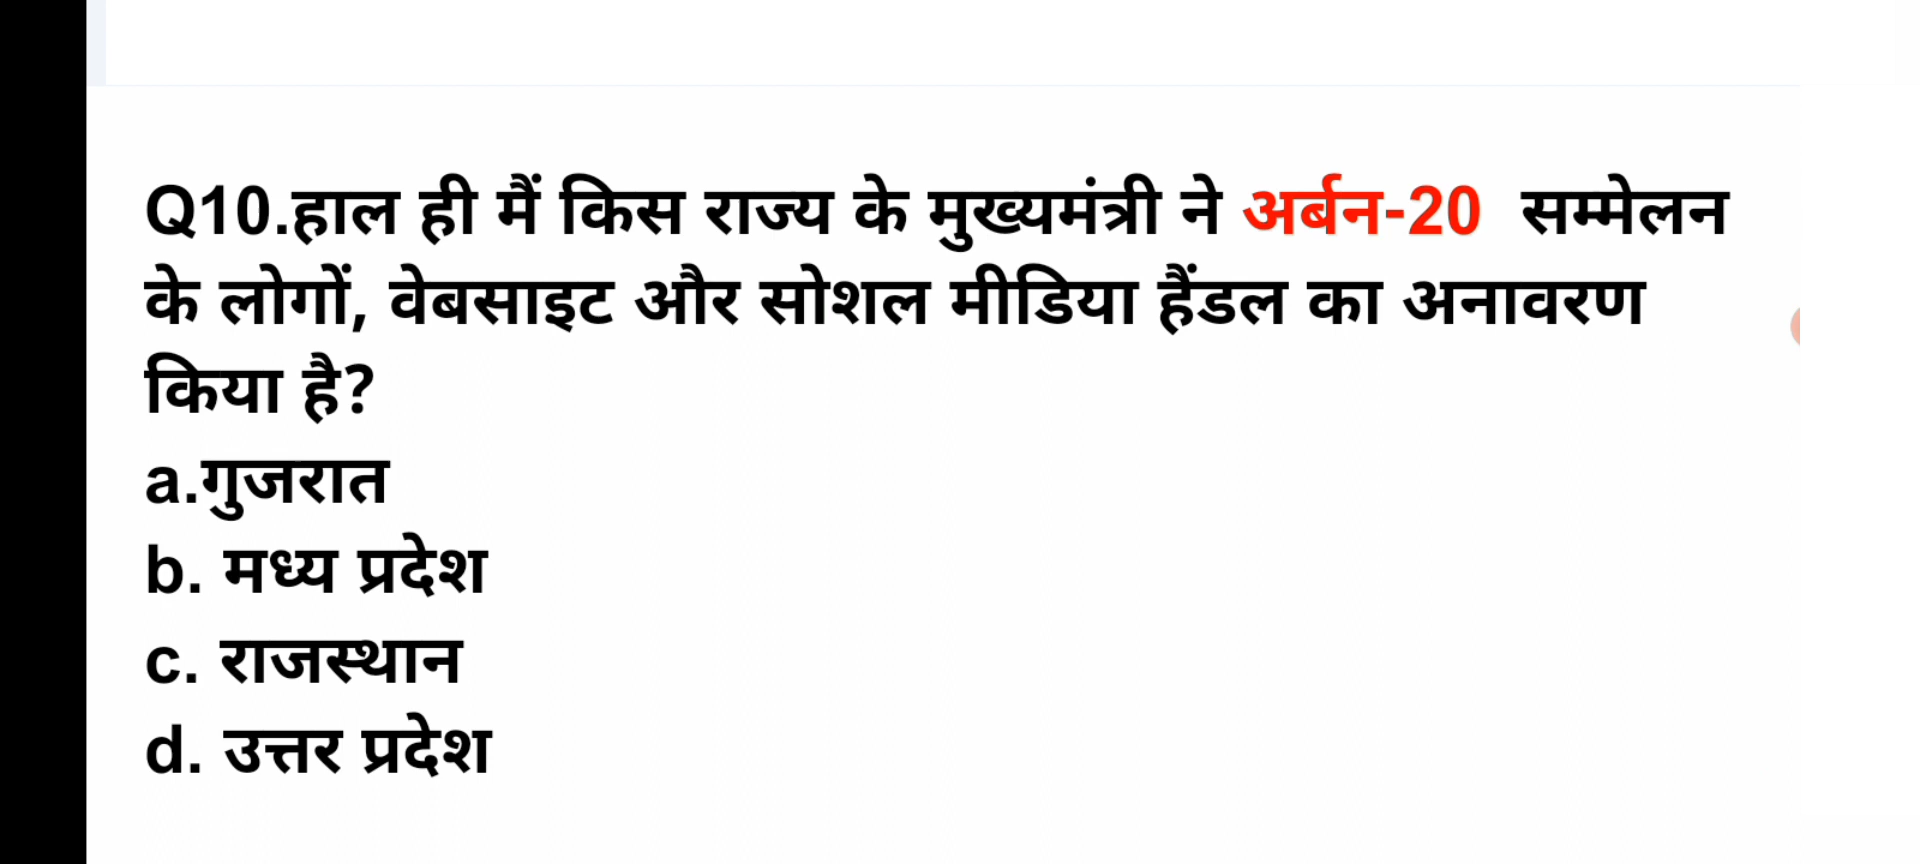 Q10.हाल ही मैं किस राज्य के मुख्यमंत्री ने अर्बन-20 सम्मेलन
के लोगों, वेबसाइट और सोशल मीडिया हैंडल का अनावरण
किया है?
a.गुजरात
b. मध्य प्रदेश
c. राजस्थान
d. उत्तर प्रदेश